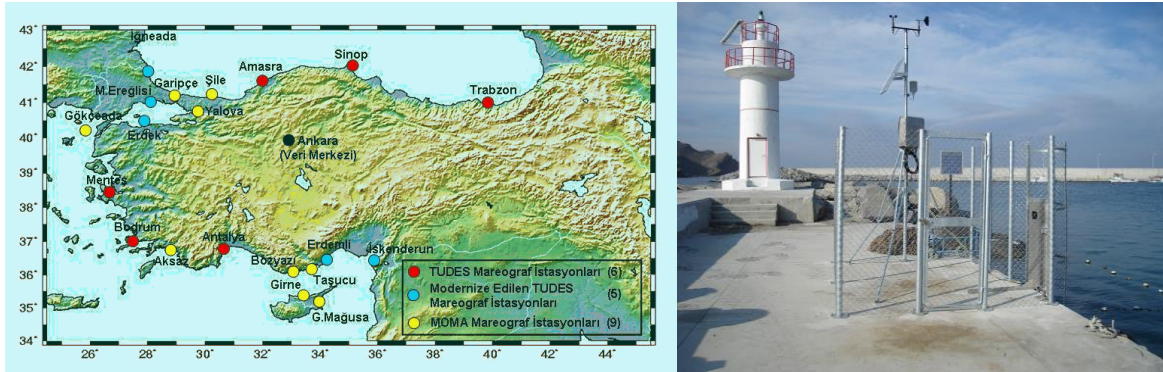 43°
42°
41°
40°
39°
38°
37°
36°
35°
34°
26°
28°
30°
32°
34°
36°
38°
40°
42°
44°
İğneada
Sinop
Amasra
Şile
Garipçe
M.Ereğlisi
Trabzon
Yalova
Gökçeada
Erdek
Ankara
(Veri Merkezi)
Menteş
Bodrum
Antalya
Erdemli
İskenderun
Aksaz
Bozyazı
Taşucu
Girne
G.Mağusa
TUDES Mareograf İstasyonları (6)
Modernize Edilen TUDES (5)
Mareograf İstasyonları
MOMA Mareograf İstasyonları (9)